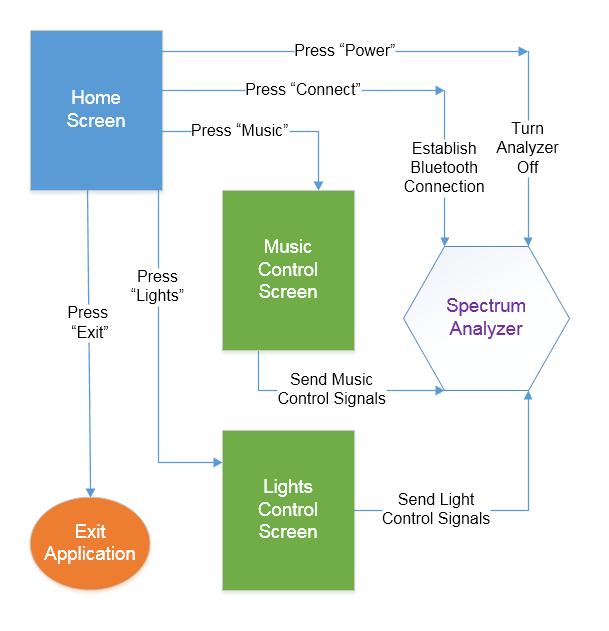 Press “Power”
Home
Screen
Press “Connect”
Press “Music”
Turn
Analyzer
Off
Establish
Bluetooth
Connection
Music
Control
Screen
Press
“Lights”
Press
“Exit”
Spectrum
Analyzer
Send Music
Control Signals
Lights
Control
Screen
Send Light
Control Signals
Exit
Application